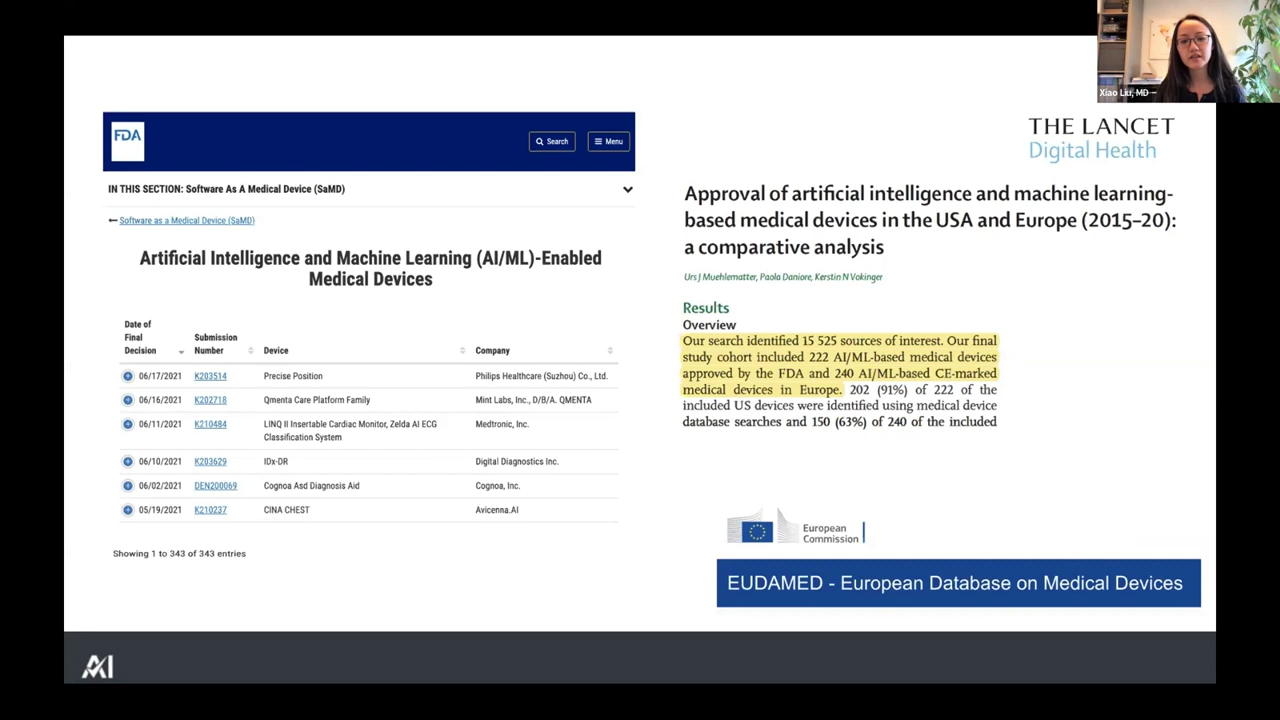 Xiao Liu, MD
FDA
Search
Menu
IN THIS SECTION: Software As A Medical Device (SaMD)
Software as a Medical Device (SaMD)
Artificial Intelligence and Machine Learning (AI/ML)-Enabled
Medical Devices
Date of
Final
Decision
Submission
Number
Device
Company
06/17/2021 K203514 Precise Position Philips Healthcare (Suzhou) Co., Ltd.
06/16/2021 K202718 Qmenta Care Platform Family Mint Labs, Inc., D/B/A. QMENTA
06/11/2021 K210484 LINQ II Insertable Cardiac Monitor, Zelda AI ECG Medtronic, Inc.
Classification System
06/10/2021 K203629 IDx-DR Digital Diagnostics Inc.
06/02/2021 DEN200069 Cognoa Asd Diagnosis Aid Cognoa, Inc.
05/19/2021 K210237 CINA CHEST Avicenna.AI
Showing 1 to 343 of 343 entries
THE LANCET
Digital Health
Approval of artificial intelligence and machine learning-
based medical devices in the USA and Europe (2015–20):
a comparative analysis
Urs J Muehlematter, Paola Daniore, Kerstin N Vokinger
Results
Overview
Our search identified 15 525 sources of interest. Our final
study cohort included 222 AI/ML-based medical devices
approved by the FDA and 240 AI/ML-based CE-marked
medical devices in Europe. 202 (91%) of 222 of the
included US devices were identified using medical device
database searches and 150 (63%) of 240 of the included
European
Commission
EUDAMED - European Database on Medical Devices
AI